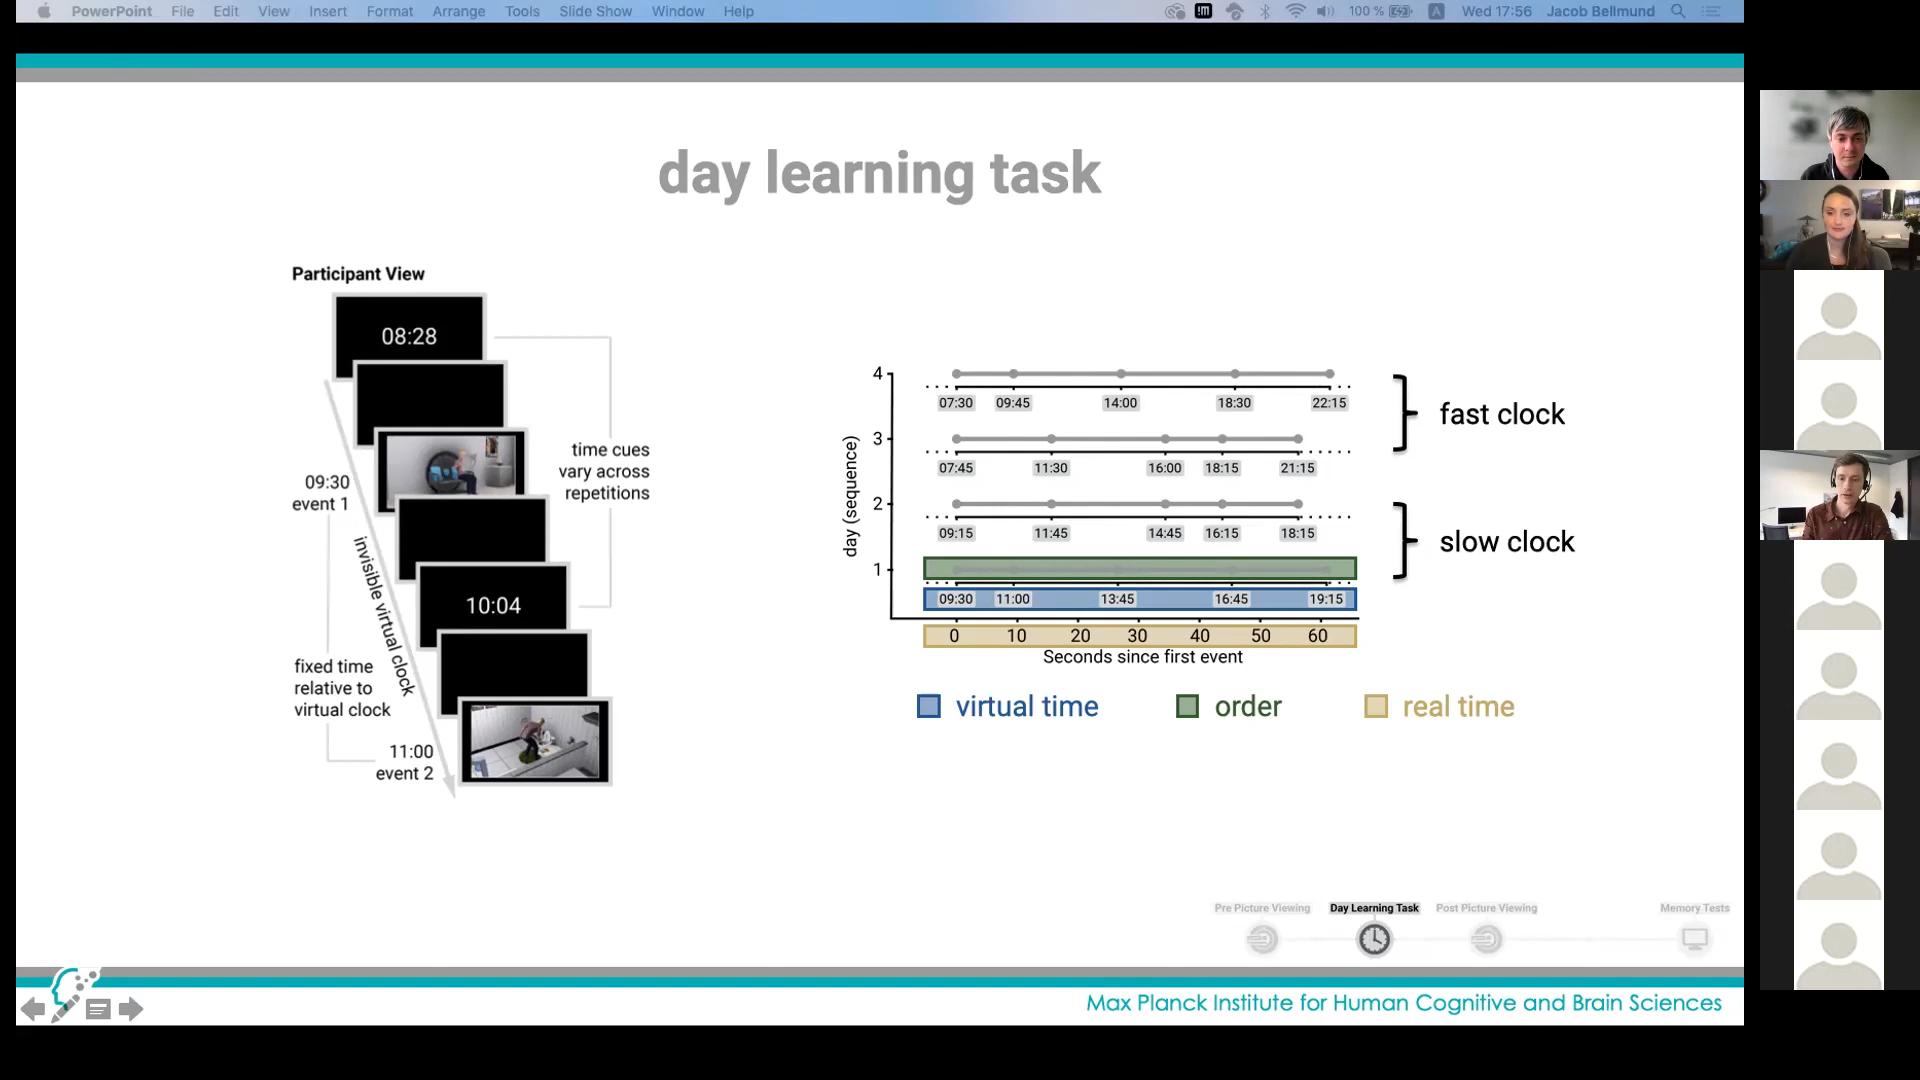 PowerPoint File Edit View Insert Format Arrange Tools Slide Show Window Help 100 % A Wed 17:56 Jacob Bellmund
day learning task
Participant View
08:28
time cues
vary across
repetitions
09:30
event 1
invisible virtual clock
10:04
fixed time
relative to
virtual clock
11:00
event 2
day (sequence)
4
07:30 09:45 14:00 18:30 22:15
fast clock
3
07:45 11:30 16:00 18:15 21:15
2
09:15 11:45 14:45 16:15 18:15
slow clock
1
09:30 11:00 13:45 16:45 19:15
0 10 20 30 40 50 60
Seconds since first event
virtual time order real time
Pre Picture Viewing Day Learning Task Post Picture Viewing Memory Tests
Max Planck Institute for Human Cognitive and Brain Sciences